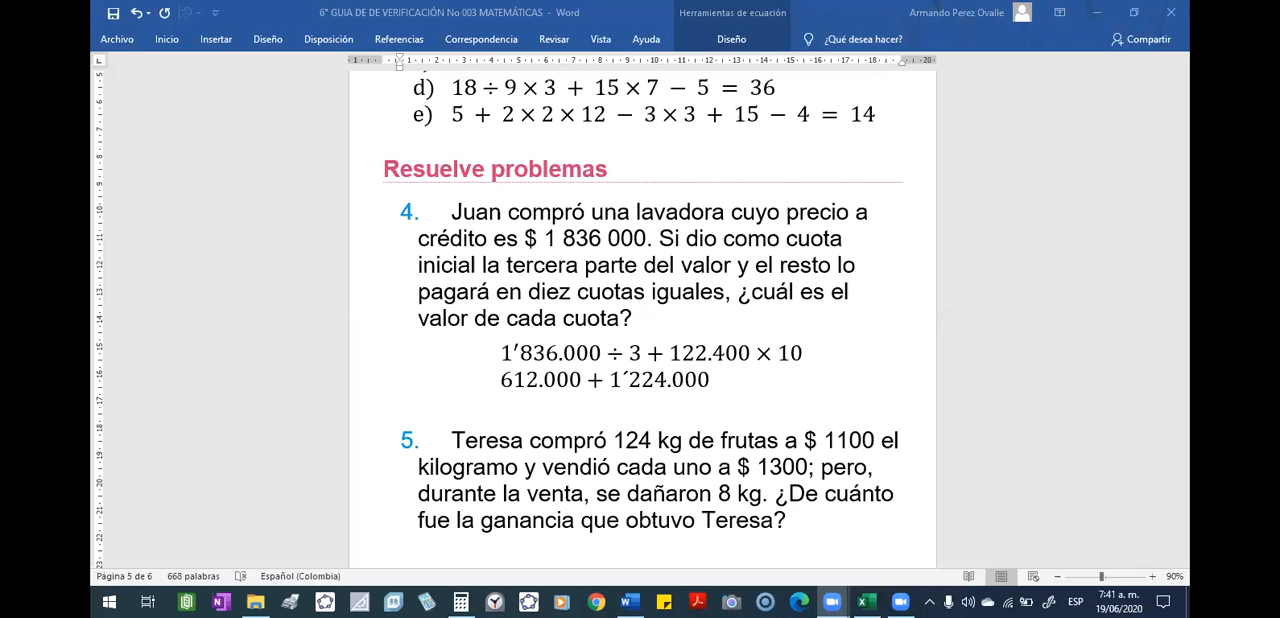 6° GUIA DE DE VERIFICACIÓN No 003 MATEMÁTICAS - Word
Herramientas de ecuación
Armando Perez Ovalle
Archivo Inicio Insertar Diseño Disposición Referencias Correspondencia Revisar Vista Ayuda Diseño ¿Qué desea hacer? Compartir
d) 18 ÷ 9 × 3 + 15 × 7 − 5 = 36
e) 5 + 2 × 2 × 12 − 3 × 3 + 15 − 4 = 14
Resuelve problemas
4. Juan compró una lavadora cuyo precio a
crédito es $ 1 836 000. Si dio como cuota
inicial la tercera parte del valor y el resto lo
pagará en diez cuotas iguales, ¿cuál es el
valor de cada cuota?
1′836.000 ÷ 3 + 122.400 × 10
612.000 + 1´224.000
5. Teresa compró 124 kg de frutas a $ 1100 el
kilogramo y vendió cada uno a $ 1300; pero,
durante la venta, se dañaron 8 kg. ¿De cuánto
fue la ganancia que obtuvo Teresa?
Página 5 de 6 668 palabras Español (Colombia) 90%
ESP 7:41 a. m.
19/06/2020